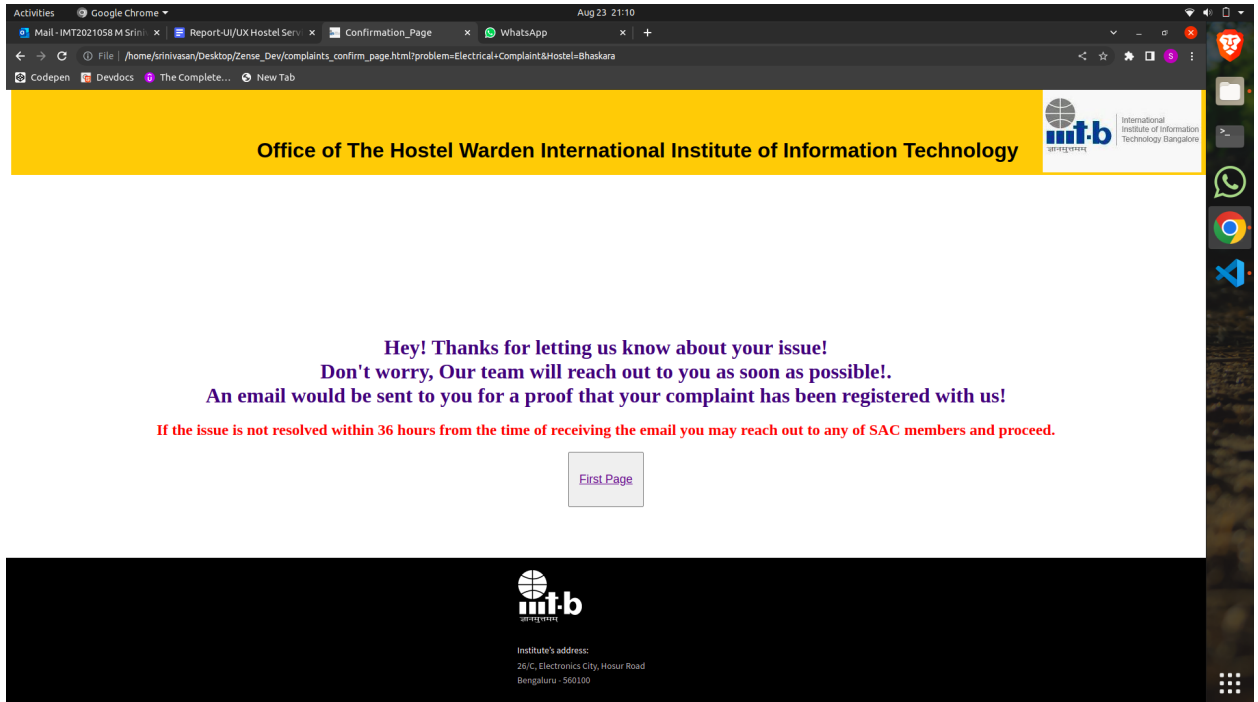 Activities Google Chrome Aug 23 21:10
Mail - IMT2021058 M Srini Report-UI/UX Hostel Serv Confirmation_Page WhatsApp
File /home/srinivasan/Desktop/Zense_Dev/complaints_confirm_page.html?problem=Electrical+Complaint&Hostel=Bhaskara
S
Codepen Devdocs The Complete... New Tab
Office of The Hostel Warden International Institute of Information Technology
iiit-b
ज्ञानमुत्तमम्
International
Institute of Information
Technology Bangalore
Hey! Thanks for letting us know about your issue!
Don't worry, Our team will reach out to you as soon as possible!.
An email would be sent to you for a proof that your complaint has been registered with us!
If the issue is not resolved within 36 hours from the time of receiving the email you may reach out to any of SAC members and proceed.
First Page
iiit-b
ज्ञानमुत्तमम्
Institute's address:
26/C, Electronics City, Hosur Road
Bengaluru - 560100